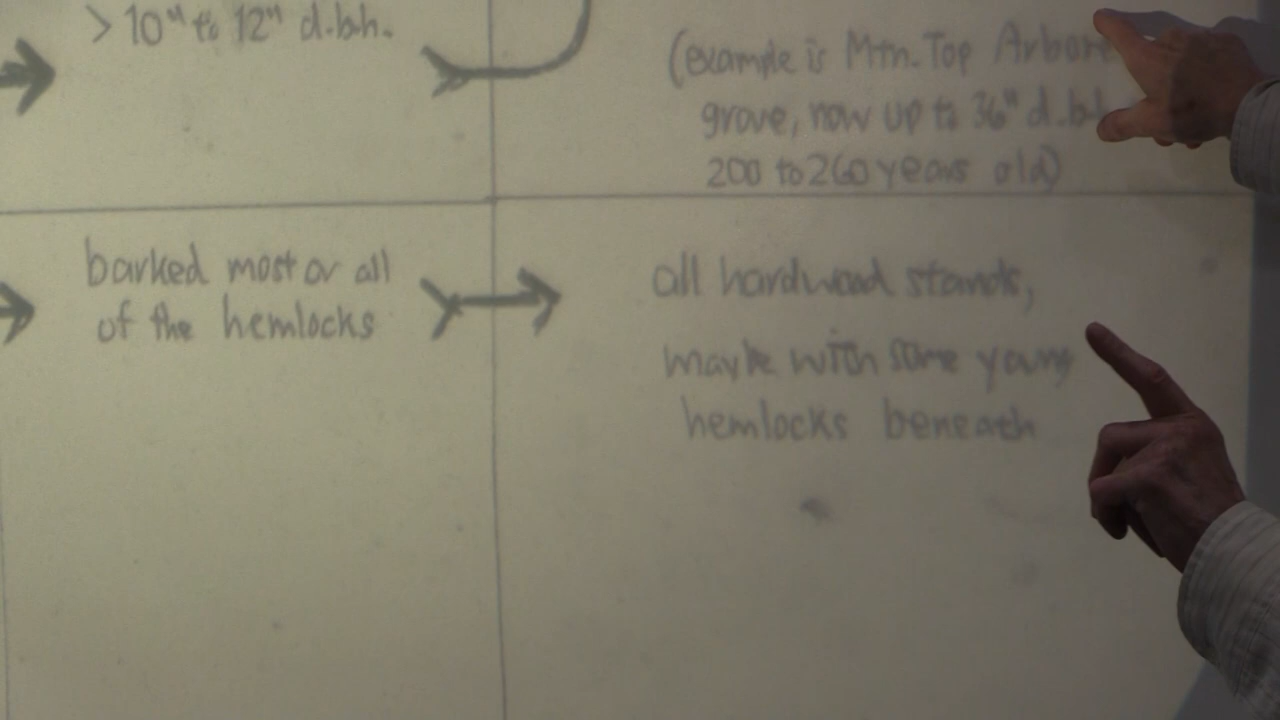 > 10" to 12" d.b.h.
(example is Mtn. Top Arbore
grove, now up to 36" d.b.h
200 to 260 years old)
barked most or all
of the hemlocks
all hardwood stands,
maybe with some young
hemlocks beneath